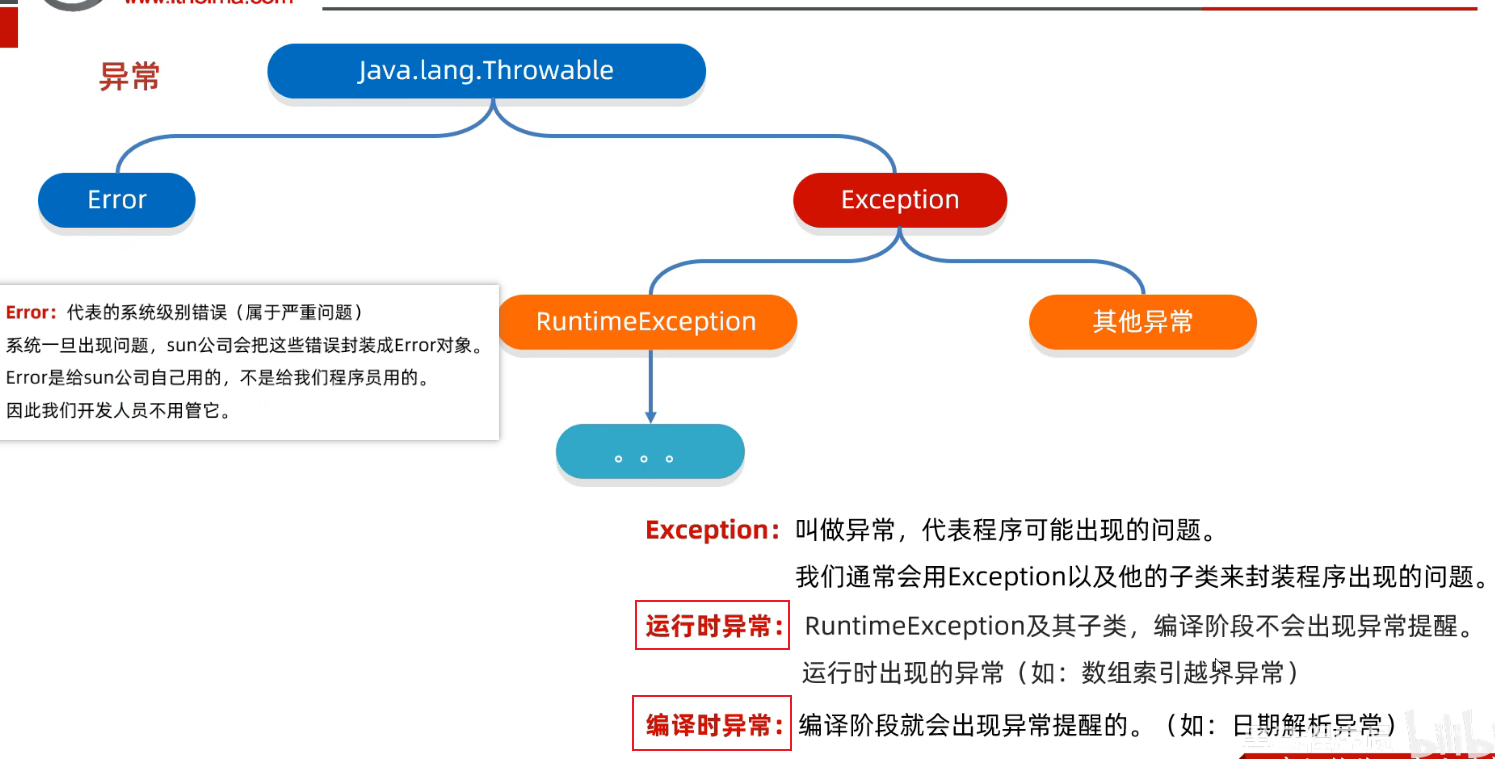 异常
Java.lang.Throwable
Error
Exception
Error：代表的系统级别错误（属于严重问题）
系统一旦出现问题，sun公司会把这些错误封装成Error对象。
Error是给sun公司自己用的，不是给我们程序员用的。
因此我们开发人员不用管它。
RuntimeException
其他异常
。。。
Exception：叫做异常，代表程序可能出现的问题。
我们通常会用Exception以及他的子类来封装程序出现的问题。
运行时异常：RuntimeException及其子类，编译阶段不会出现异常提醒。
运行时出现的异常（如：数组索引越界异常）
编译时异常：编译阶段就会出现异常提醒的。（如：日期解析异常）